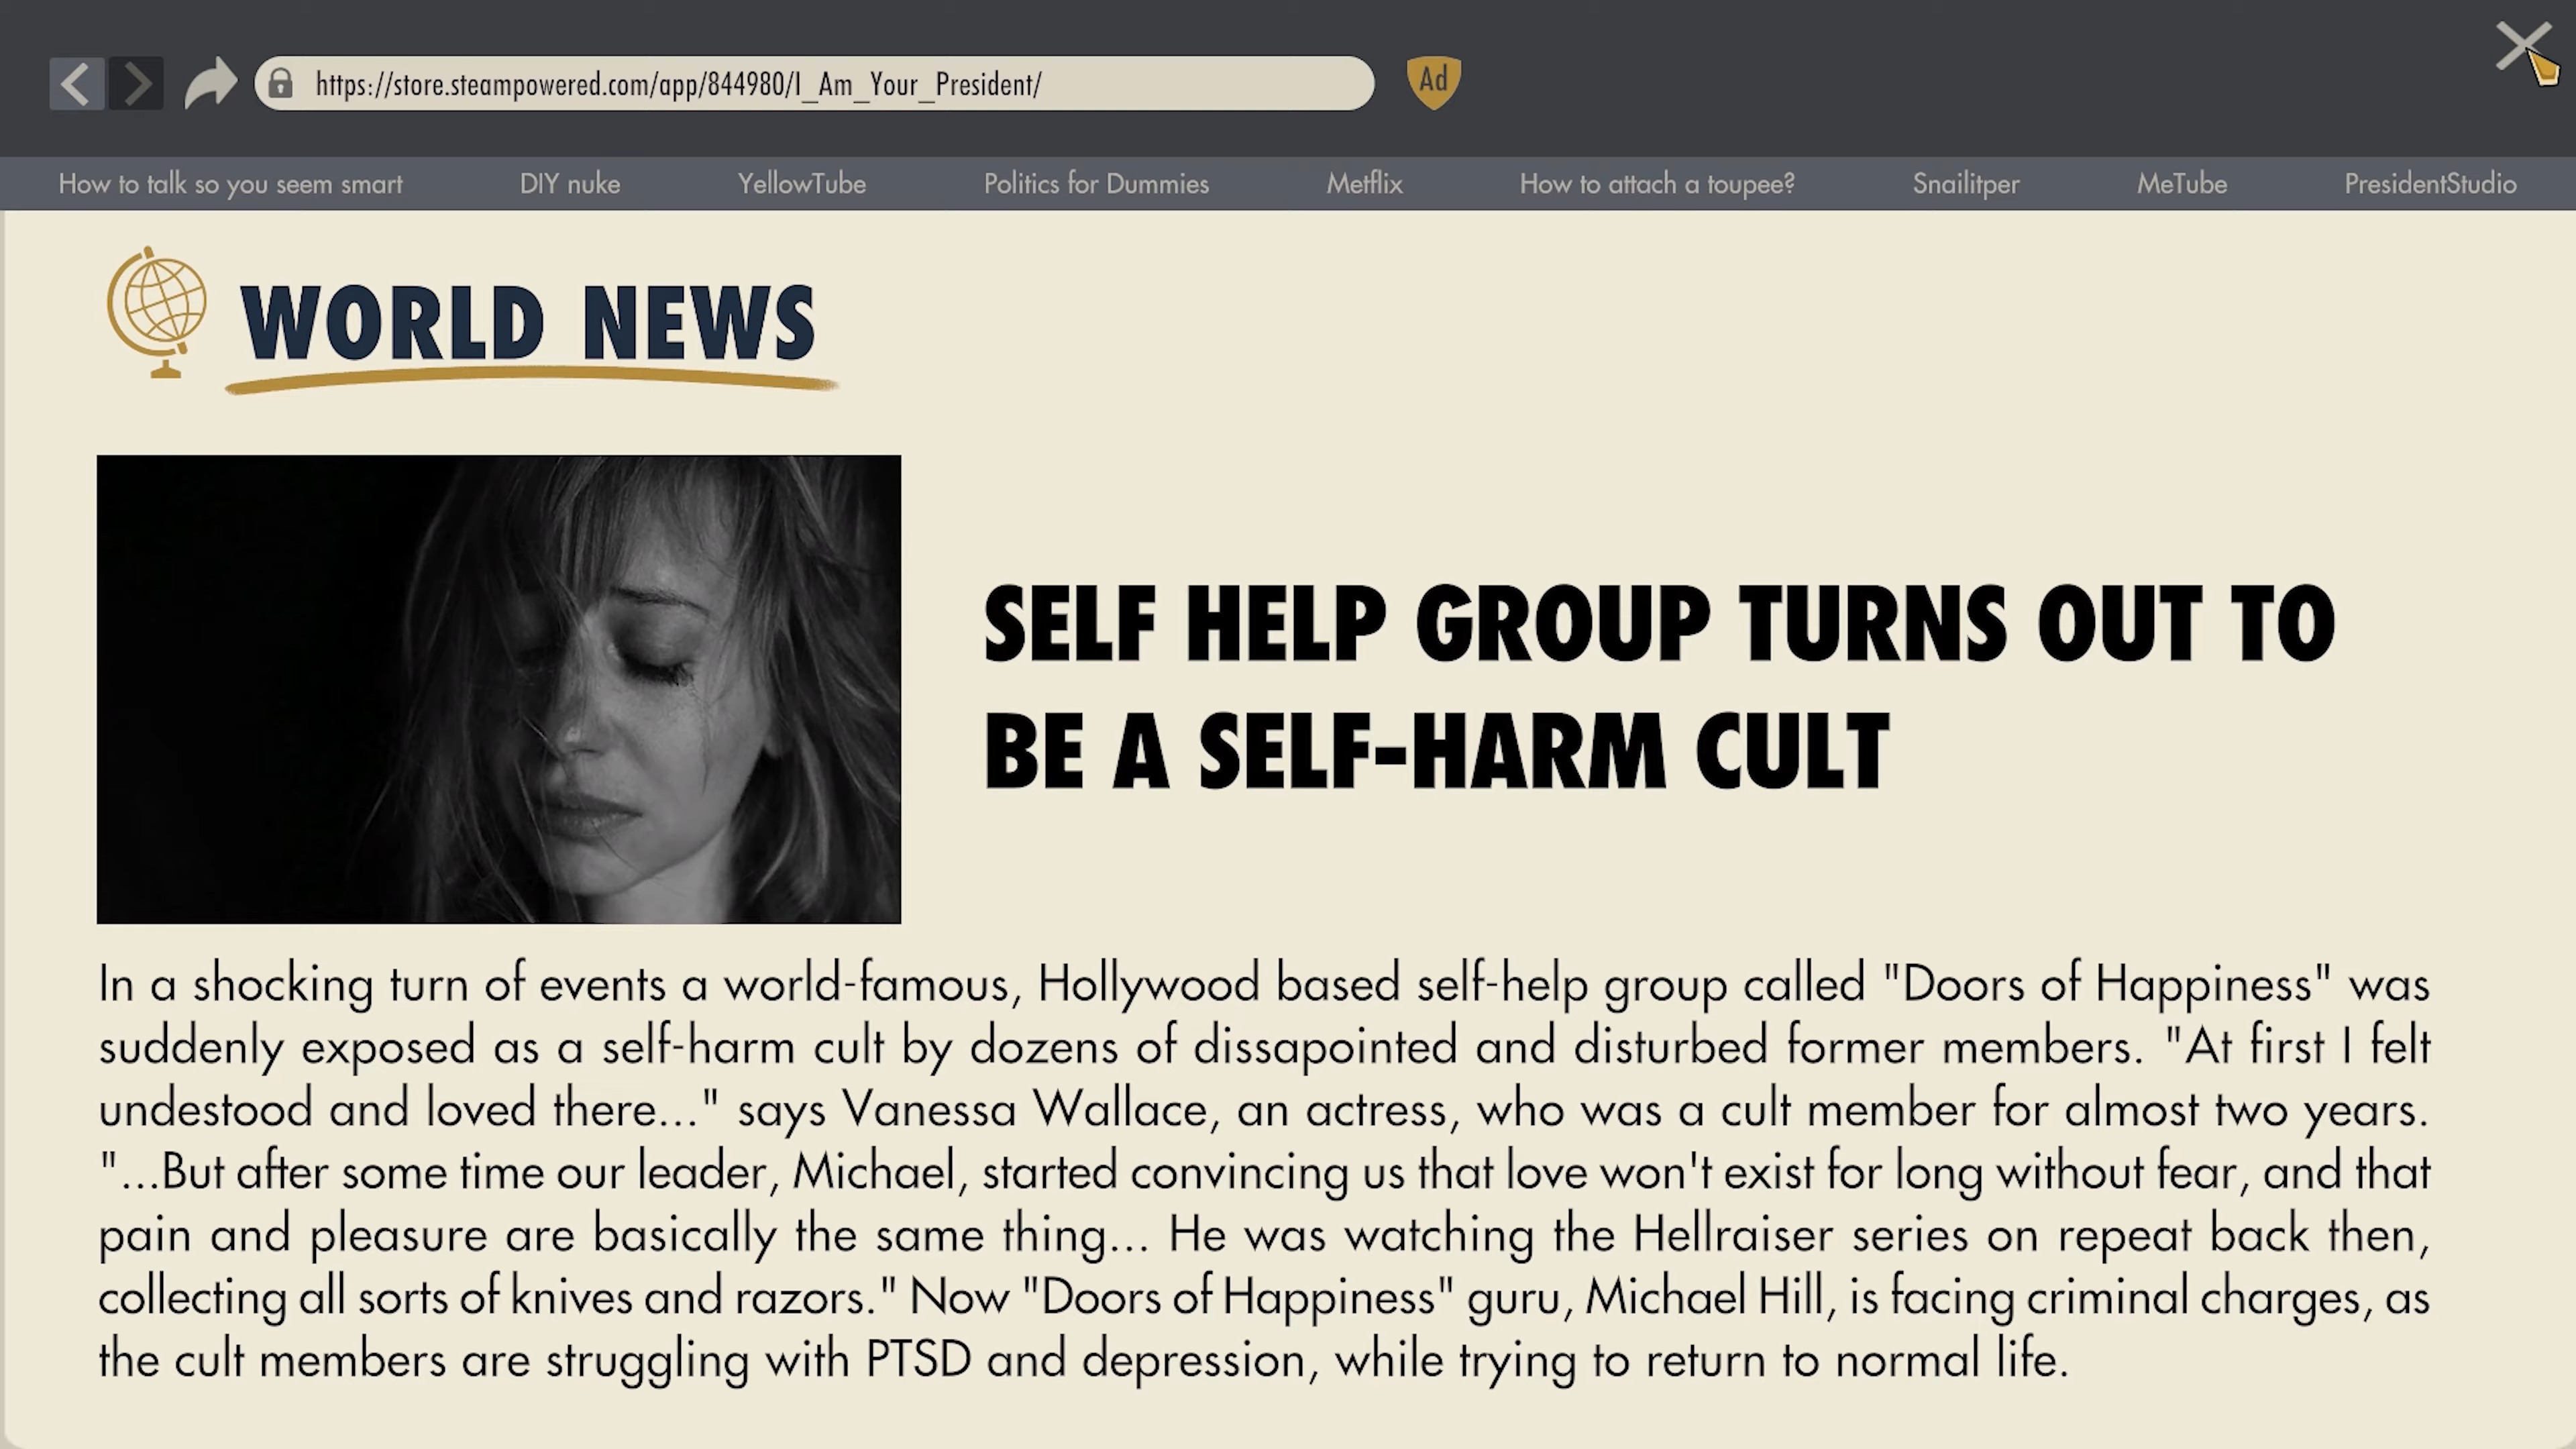 https://store.steampowered.com/app/844980/I_Am_Your_President/
Ad
How to talk so you seem smart
DIY nuke
YellowTube
Politics for Dummies
Metflix
How to attach a toupee?
Snailitper
MeTube
PresidentStudio
WORLD NEWS
SELF HELP GROUP TURNS OUT TO
BE A SELF-HARM CULT
In a shocking turn of events a world-famous, Hollywood based self-help group called "Doors of Happiness" was
suddenly exposed as a self-harm cult by dozens of dissapointed and disturbed former members. "At first I felt
undestood and loved there..." says Vanessa Wallace, an actress, who was a cult member for almost two years.
"...But after some time our leader, Michael, started convincing us that love won't exist for long without fear, and that
pain and pleasure are basically the same thing... He was watching the Hellraiser series on repeat back then,
collecting all sorts of knives and razors." Now "Doors of Happiness" guru, Michael Hill, is facing criminal charges, as
the cult members are struggling with PTSD and depression, while trying to return to normal life.